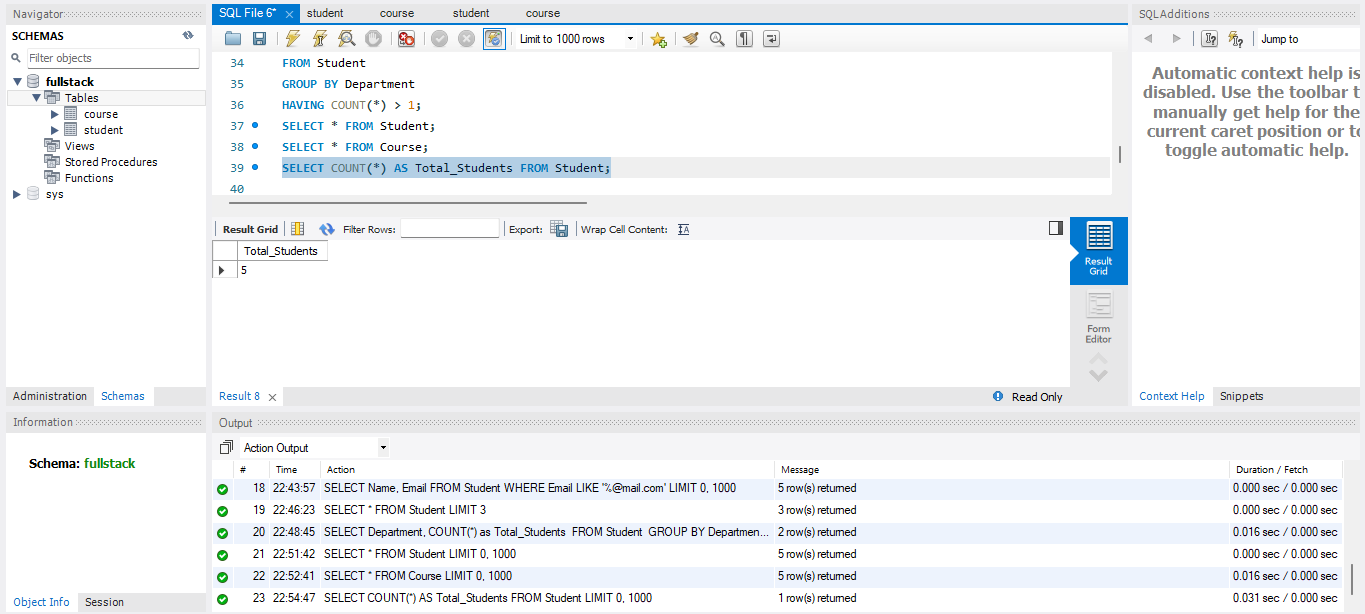 Navigator
SCHEMAS
Filter objects
fullstack
Tables
course
student
Views
Stored Procedures
Functions
sys
Administration Schemas
Information
Schema: fullstack
Object Info Session
SQL File 6* student course student course
Limit to 1000 rows
34 FROM Student
35 GROUP BY Department
36 HAVING COUNT(*) > 1;
37 SELECT * FROM Student;
38 SELECT * FROM Course;
39 SELECT COUNT(*) AS Total_Students FROM Student;
40
Result Grid Filter Rows: Export: Wrap Cell Content:
Total_Students
5
Result
Grid
Form
Editor
Result 8 Read Only
Output
Action Output
# Time Action Message Duration / Fetch
18 22:43:57 SELECT Name, Email FROM Student WHERE Email LIKE '%@mail.com' LIMIT 0, 1000 5 row(s) returned 0.000 sec / 0.000 sec
19 22:46:23 SELECT * FROM Student LIMIT 3 3 row(s) returned 0.000 sec / 0.000 sec
20 22:48:45 SELECT Department, COUNT(*) as Total_Students FROM Student GROUP BY Departmen... 2 row(s) returned 0.016 sec / 0.000 sec
21 22:51:42 SELECT * FROM Student LIMIT 0, 1000 5 row(s) returned 0.000 sec / 0.000 sec
22 22:52:41 SELECT * FROM Course LIMIT 0, 1000 5 row(s) returned 0.016 sec / 0.000 sec
23 22:54:47 SELECT COUNT(*) AS Total_Students FROM Student LIMIT 0, 1000 1 row(s) returned 0.031 sec / 0.000 sec
SQLAdditions
Jump to
Automatic context help is
disabled. Use the toolbar t
manually get help for the
current caret position or to
toggle automatic help.
Context Help Snippets